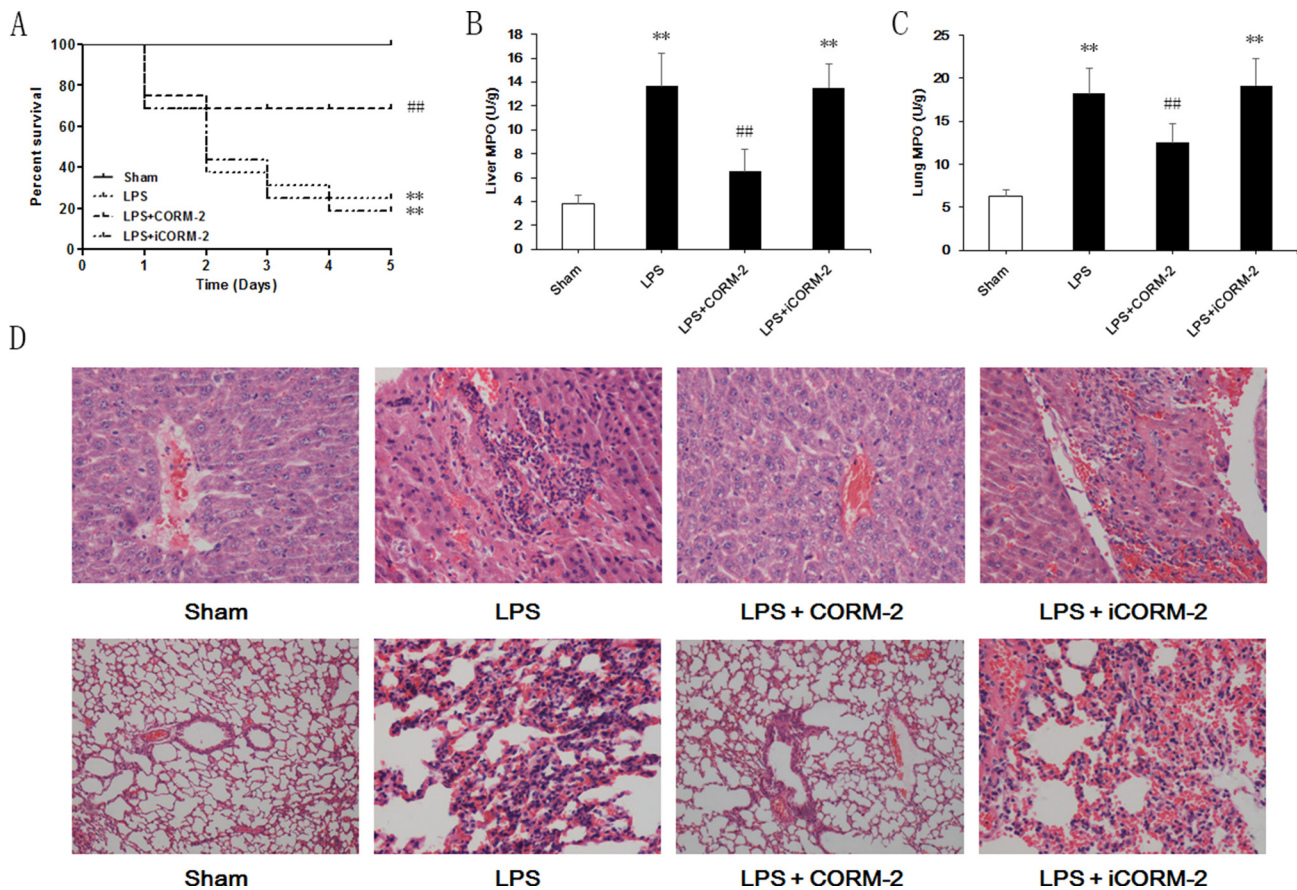 A
100
80
60
40
20
0
Percent survival
0 1 2 3 4 5
Time (Days)
Sham
LPS
LPS+CORM-2
LPS+iCORM-2
##
**
**
B
18
16
14
12
10
8
6
4
2
0
Liver MPO (U/g)
**
##
**
Sham
LPS
LPS+CORM-2
LPS+iCORM-2
C
25
20
15
10
5
0
Lung MPO (U/g)
**
##
**
Sham
LPS
LPS+CORM-2
LPS+iCORM-2
D
Sham LPS LPS + CORM-2 LPS + iCORM-2
Sham LPS LPS + CORM-2 LPS + iCORM-2